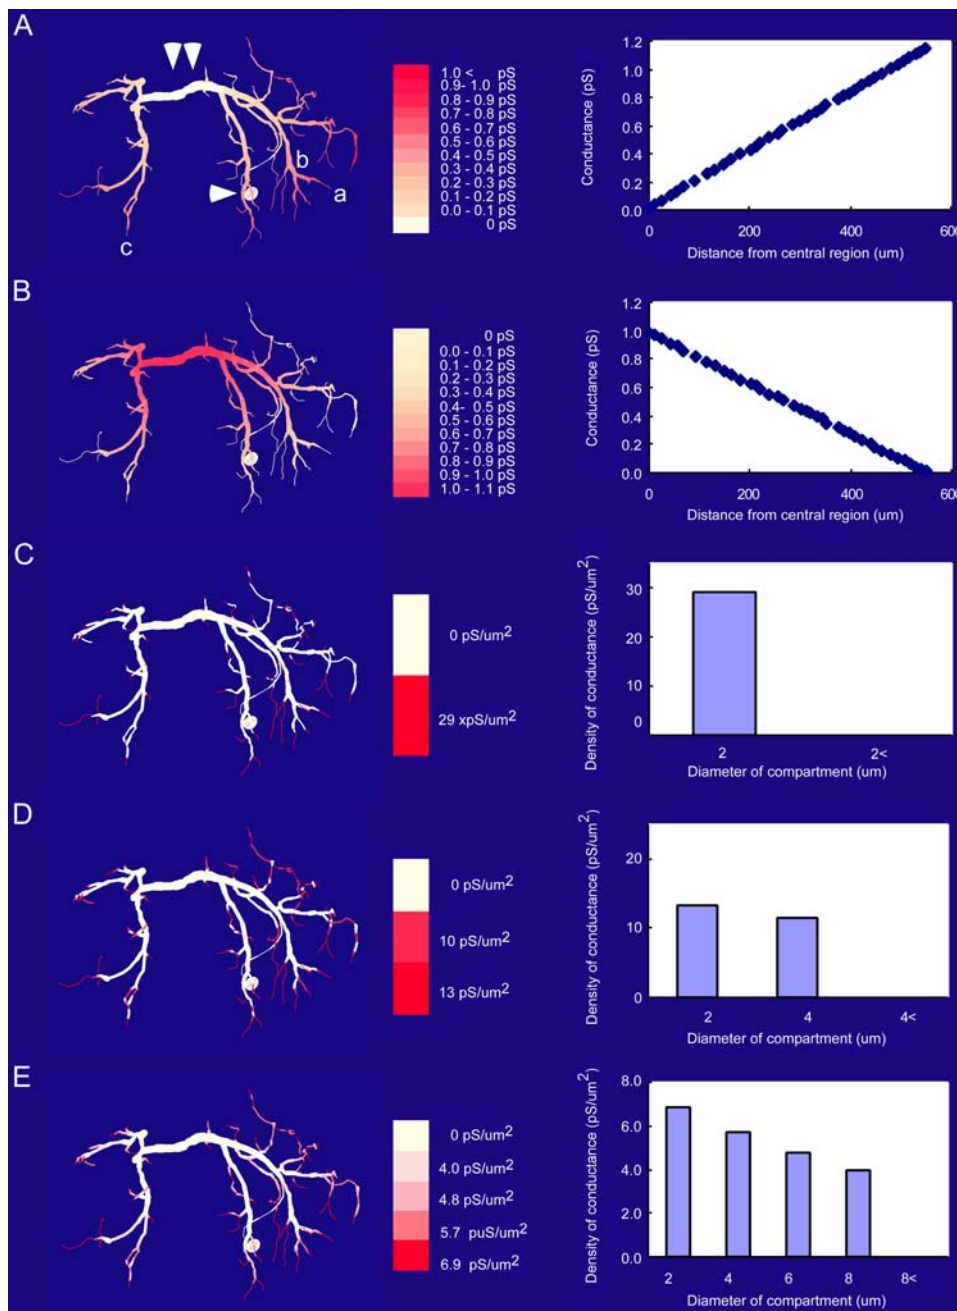 A
1.0 < pS
0.9- 1.0 pS
0.8 - 0.9 pS
0.7 - 0.8 pS
0.6 - 0.7 pS
0.5 - 0.6 pS
0.4 - 0.5 pS
0.3 - 0.4 pS
0.2 - 0.3 pS
0.1 - 0.2 pS
0.0 - 0.1 pS
0 pS
b
a
c
Conductance (pS)
1.2
1.0
0.8
0.6
0.4
0.2
0.0
0 200 400 600
Distance from central region (um)
B
0 pS
0.0 - 0.1 pS
0.1 - 0.2 pS
0.2 - 0.3 pS
0.3 - 0.4 pS
0.4- 0.5 pS
0.5 - 0.6 pS
0.6 - 0.7 pS
0.7 - 0.8 pS
0.8 - 0.9 pS
0.9 - 1.0 pS
1.0 - 1.1 pS
Conductance (pS)
1.2
1.0
0.8
0.6
0.4
0.2
0.0
0 200 400 600
Distance from central region (um)
C
0 pS/um2
29 xpS/um2
Density of conductance (pS/um2)
30
20
10
0
2 2<
Diameter of compartment (um)
D
0 pS/um2
10 pS/um2
13 pS/um2
Density of conductance (pS/um2)
20
10
0
2 4 4<
Diameter of compartment (um)
E
0 pS/um2
4.0 pS/um2
4.8 pS/um2
5.7 puS/um2
6.9 pS/um2
Density of conductance (pS/um2)
8.0
6.0
4.0
2.0
0.0
2 4 6 8 8<
Diameter of compartment (um)